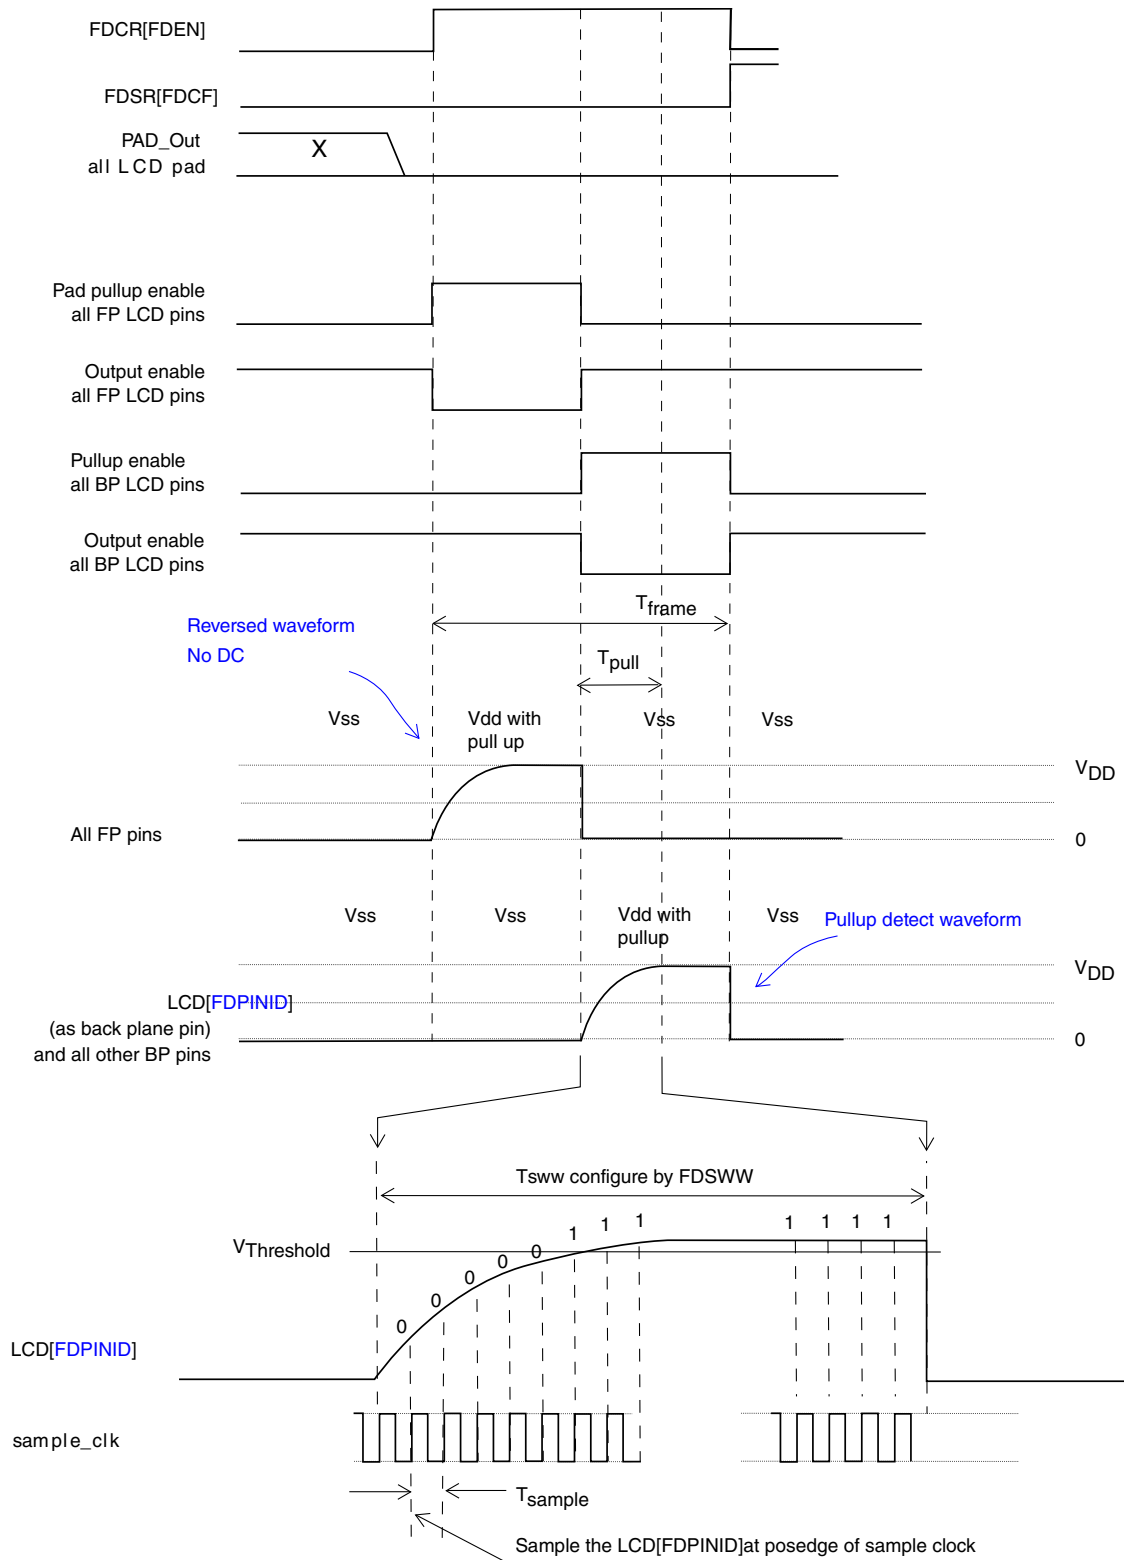 FDCR[FDEN]
FDSR[FDCF]
PAD_Out
all LCD pad
X
Pad pullup enable
all FP LCD pins
Output enable
all FP LCD pins
Pullup enable
all BP LCD pins
Output enable
all BP LCD pins
Tframe
Reversed waveform
No DC
Tpull
Vss
Vdd with
pull up
Vss
Vss
VDD
All FP pins
0
Vss
Vss
Vdd with
pullup
Vss
Pullup detect waveform
VDD
LCD[FDPINID]
(as back plane pin)
and all other BP pins
0
Tsww configure by FDSWW
VThreshold
0 0 0 0 0 1 1 1 1 1 1 1
LCD[FDPINID]
sample_clk
Tsample
Sample the LCD[FDPINID]at posedge of sample clock